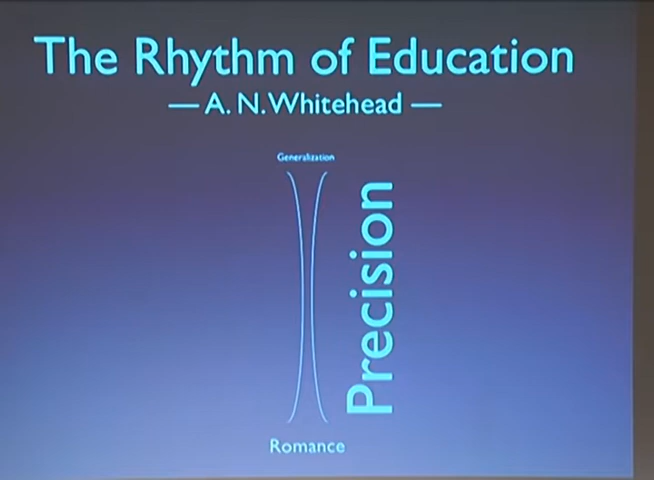 The Rhythm of Education
— A. N. Whitehead —
Generalization
Precision
Romance